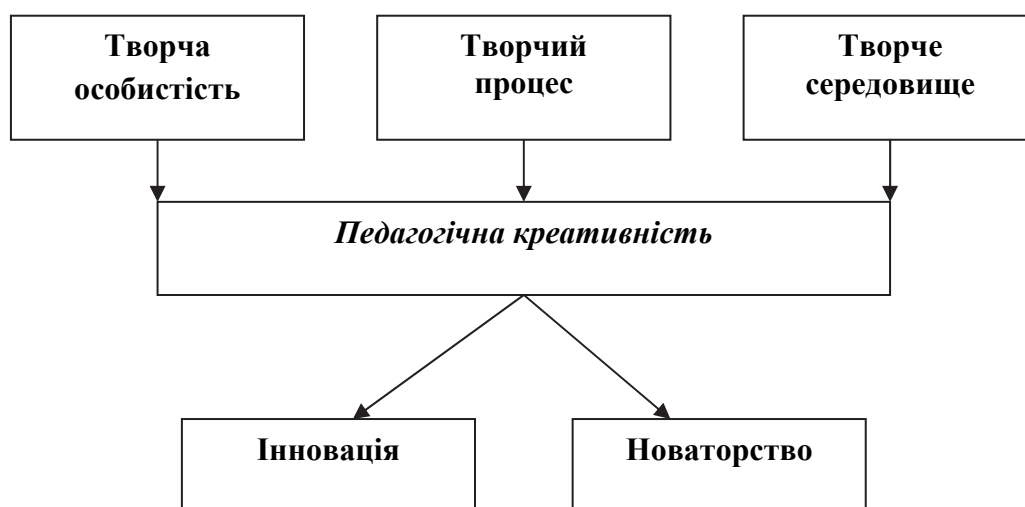 Творча
особистість
Творчий
процес
Творче
середовище
Педагогічна креативність
Інновація
Новаторство